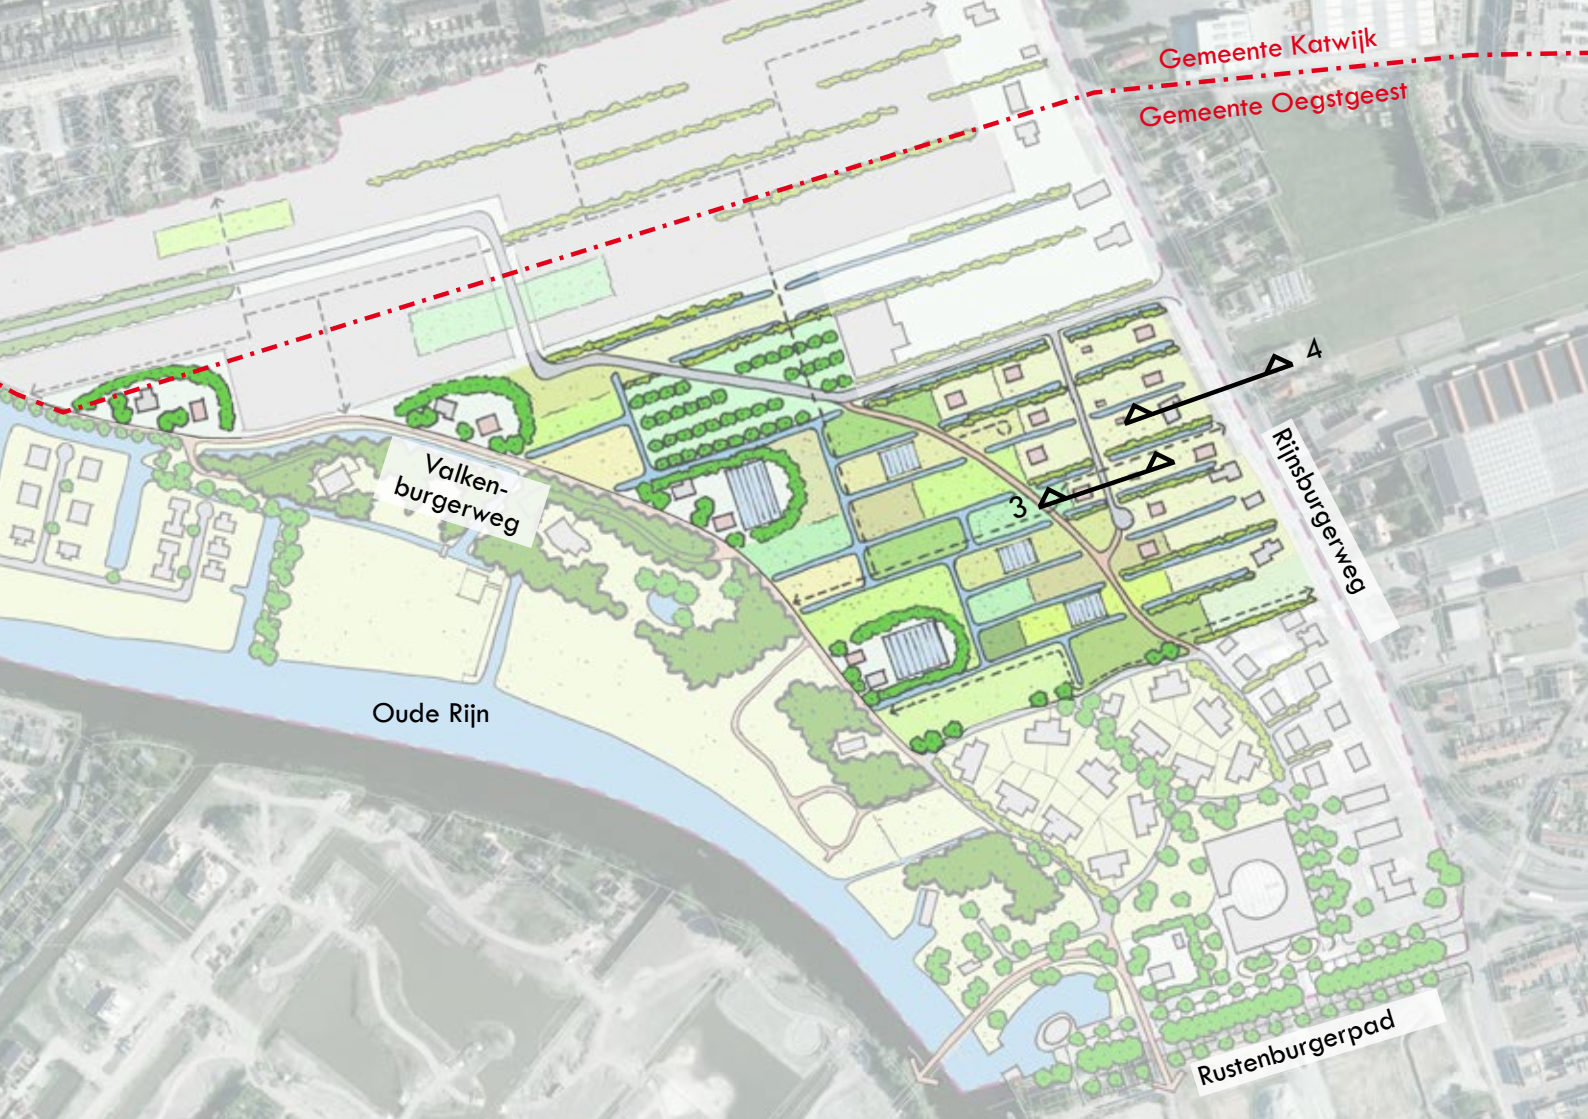 Gemeente Katwijk
Gemeente Oegstgeest
4
3
Valken-
burgerweg
Rijnsburgerweg
Oude Rijn
Rustenburgerpad